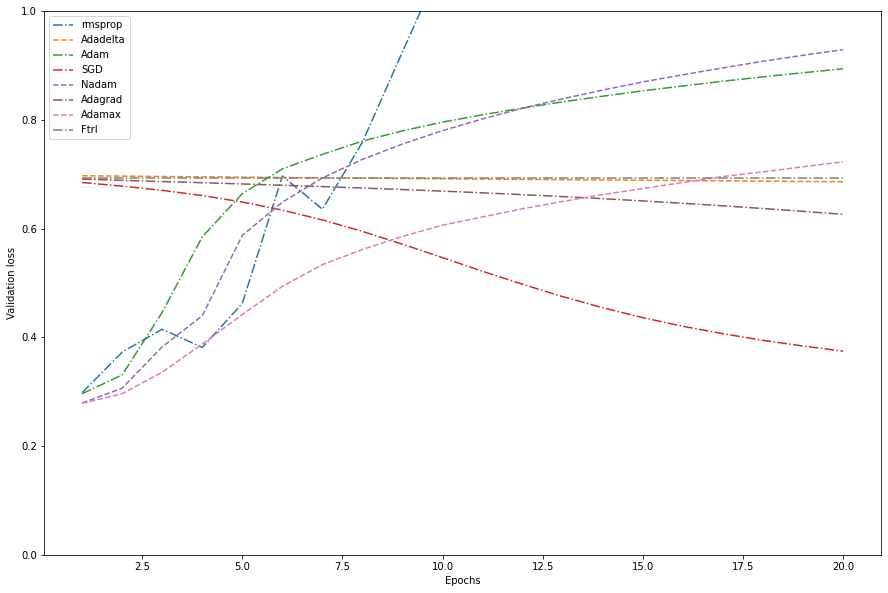 1.0
0.8
0.6
0.4
0.2
0.0
Validation loss
rmsprop
Adadelta
Adam
SGD
Nadam
Adagrad
Adamax
Ftrl
2.5 5.0 7.5 10.0 12.5 15.0 17.5 20.0
Epochs